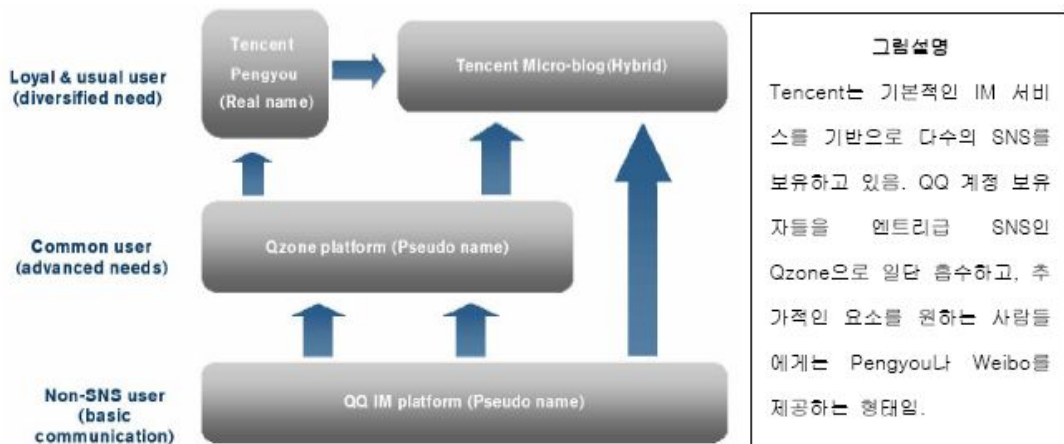 Loyal & usual user
(diversified need)
Tencent
Pengyou
(Real name)
Tencent Micro-blog(Hybrid)
Common user
(advanced needs)
Qzone platform (Pseudo name)
Non-SNS user
(basic
communication)
QQ IM platform (Pseudo name)
그림설명
Tencent는 기본적인 IM 서비
스를 기반으로 다수의 SNS를
보유하고 있음. QQ 계정 보유
자들을 엔트리급 SNS인
Qzone으로 일단 흡수하고, 추
가적인 요소를 원하는 사람들
에게는 Pengyou나 Weibo를
제공하는 형태임.